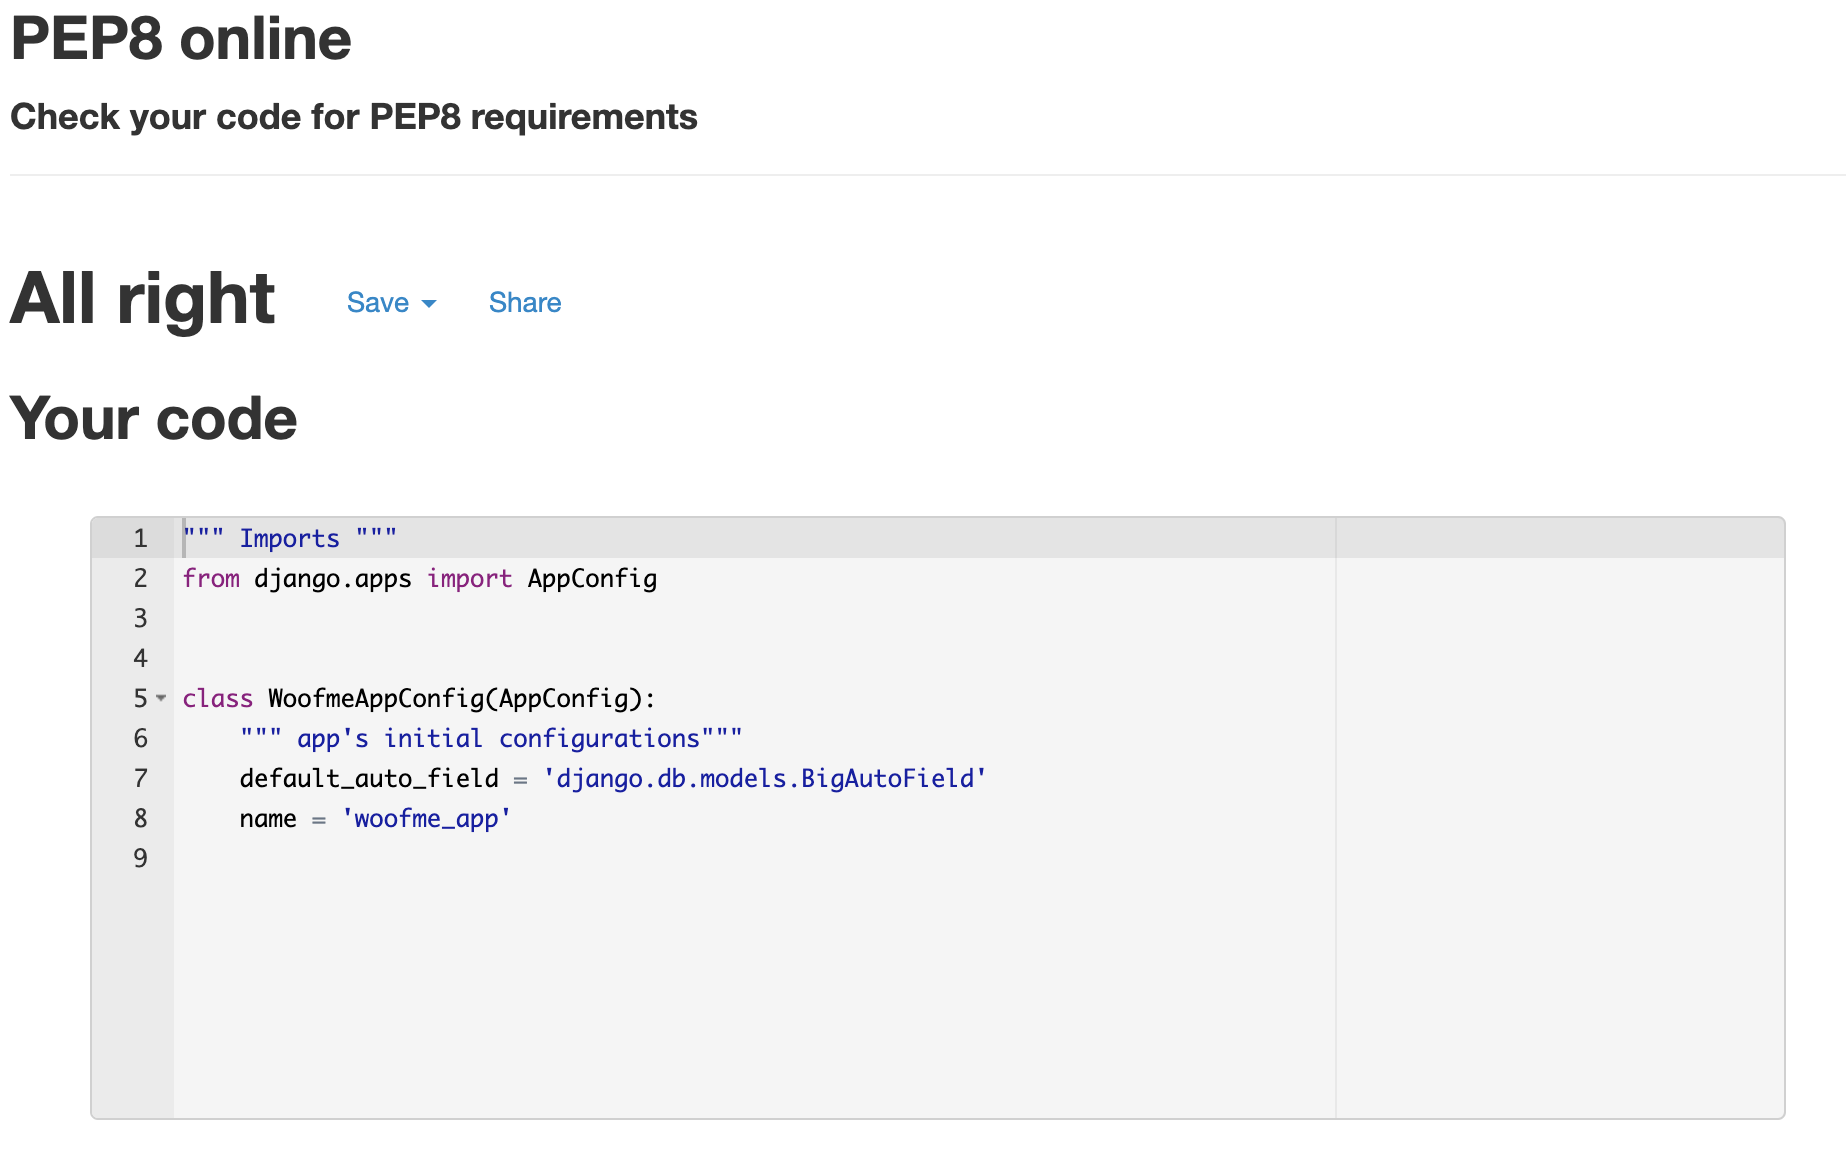 PEP8 online
Check your code for PEP8 requirements
All right Save Share
Your code
1 """ Imports """
2 from django.apps import AppConfig
3
4
5 class WoofmeAppConfig(AppConfig):
6     """ app's initial configurations"""
7     default_auto_field = 'django.db.models.BigAutoField'
8     name = 'woofme_app'
9